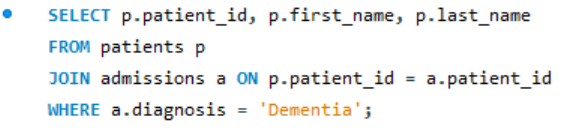 SELECT p.patient_id, p.first_name, p.last_name
FROM patients p
JOIN admissions a ON p.patient_id = a.patient_id
WHERE a.diagnosis = 'Dementia';